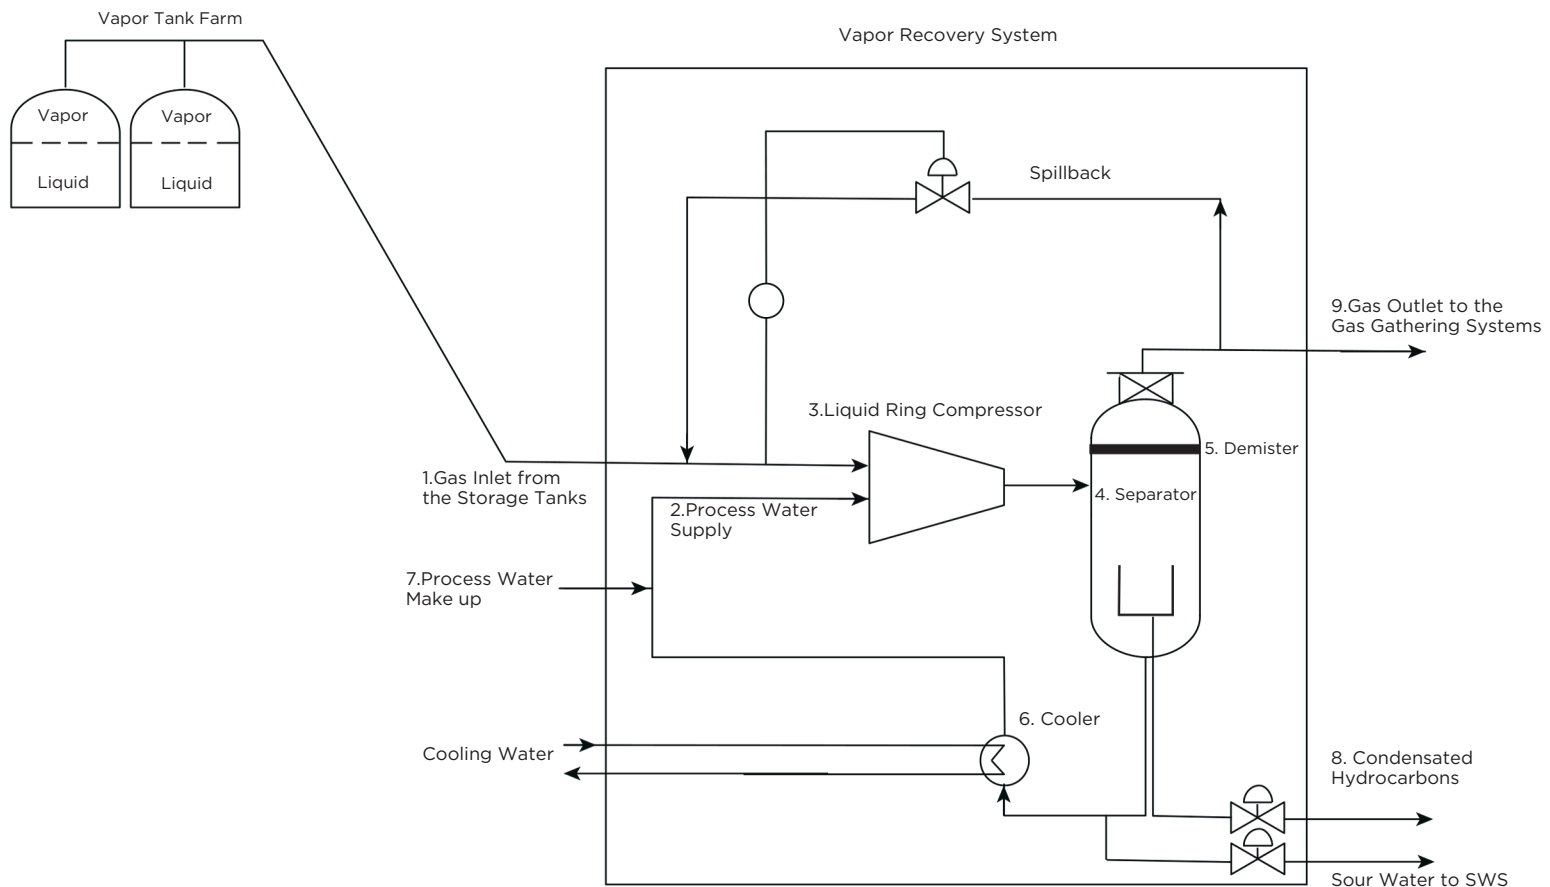 Vapor Tank Farm
Vapor Recovery System
Vapor
Vapor
Liquid
Liquid
Spillback
9.Gas Outlet to the
Gas Gathering Systems
3.Liquid Ring Compressor
5. Demister
1.Gas Inlet from
the Storage Tanks
4. Separator
2.Process Water
Supply
7.Process Water
Make up
6. Cooler
Cooling Water
8. Condensated
Hydrocarbons
Sour Water to SWS